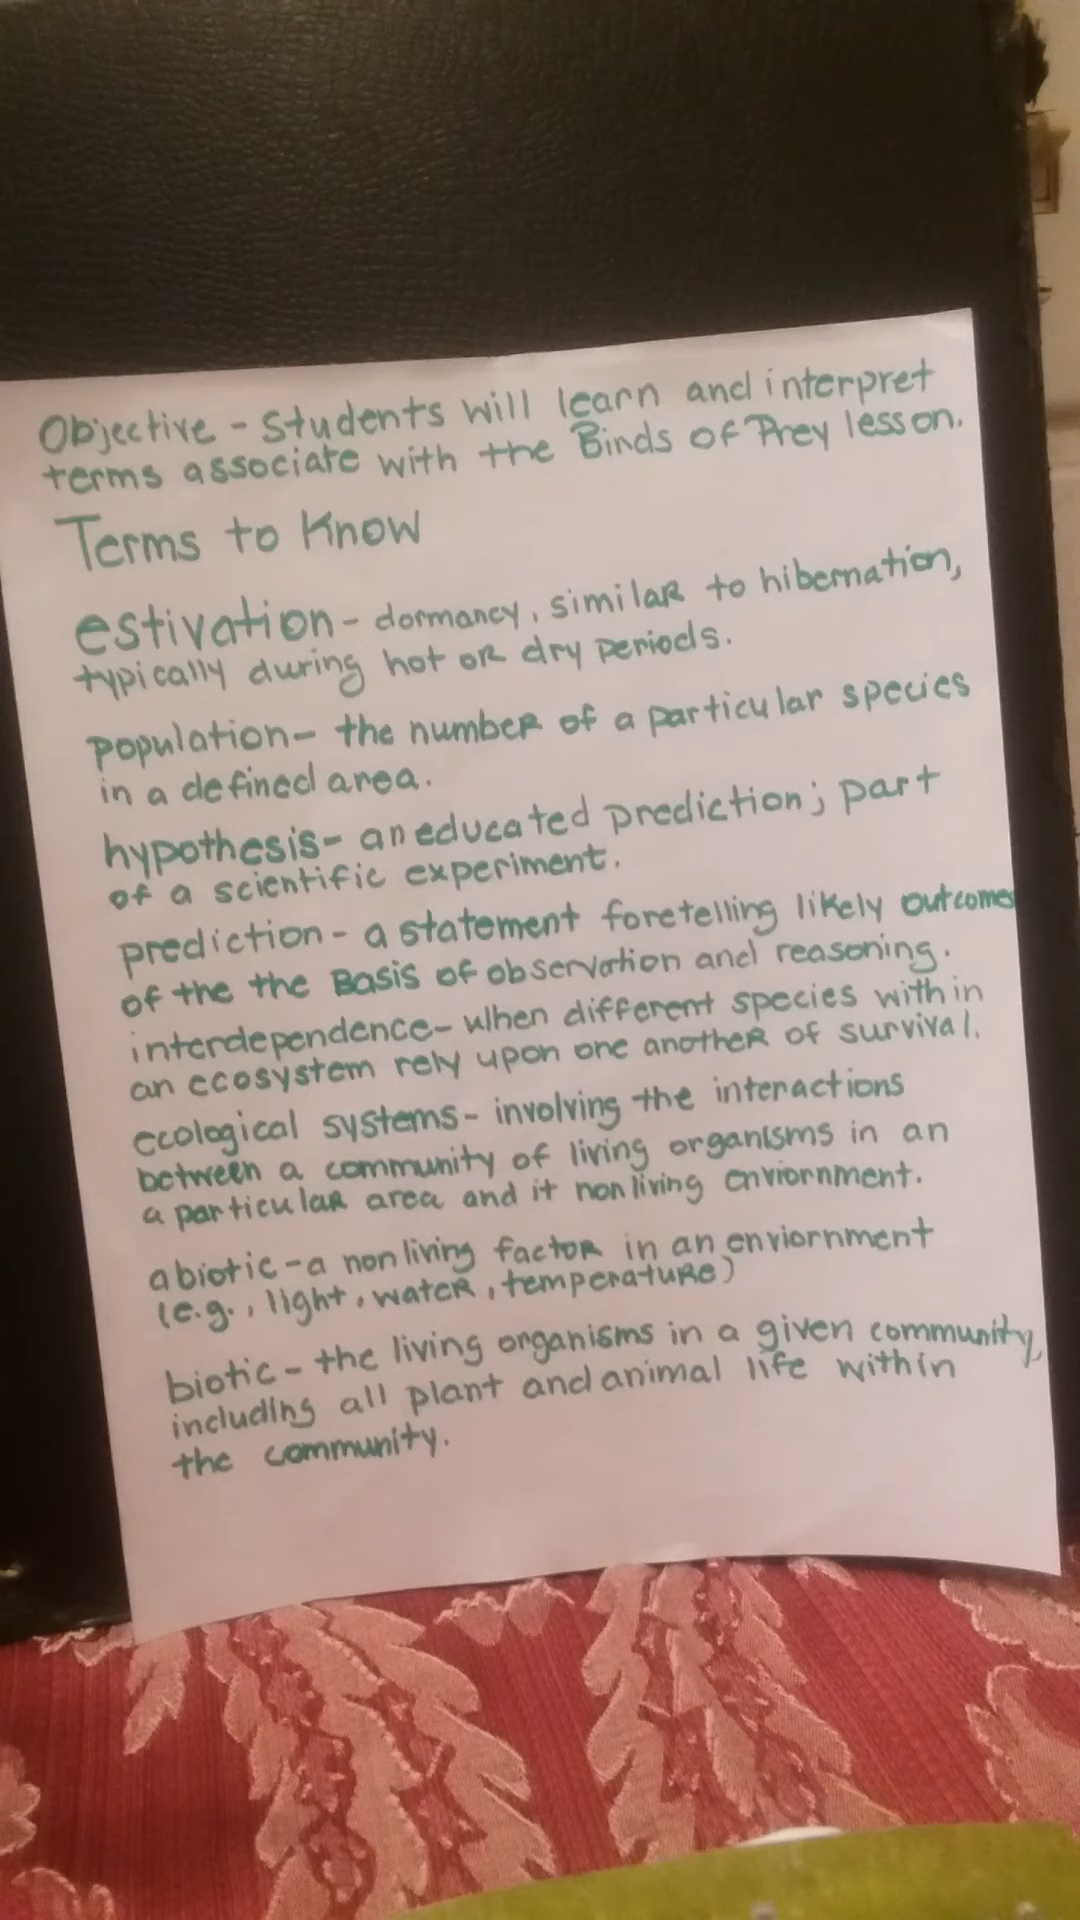 Objective - Students will learn and interpret
terms associate with the Binds of Prey lesson.
Terms to Know
estivation - dormancy, similar to hibernation,
typically during hot or dry periods.
population - the number of a particular species
in a defined area.
hypothesis - an educated prediction; part
of a scientific experiment.
prediction - a statement foretelling likely outcomes
of the the Basis of observation and reasoning.
interdependence - when different species within
an ecosystem rely upon one another of survival.
ecological systems - involving the interactions
between a community of living organisms in an
a particular area and it nonliving enviornment.
abiotic - a nonliving factor in an enviornment
(e.g., light, water, temperature)
biotic - the living organisms in a given community,
including all plant and animal life within
the community.